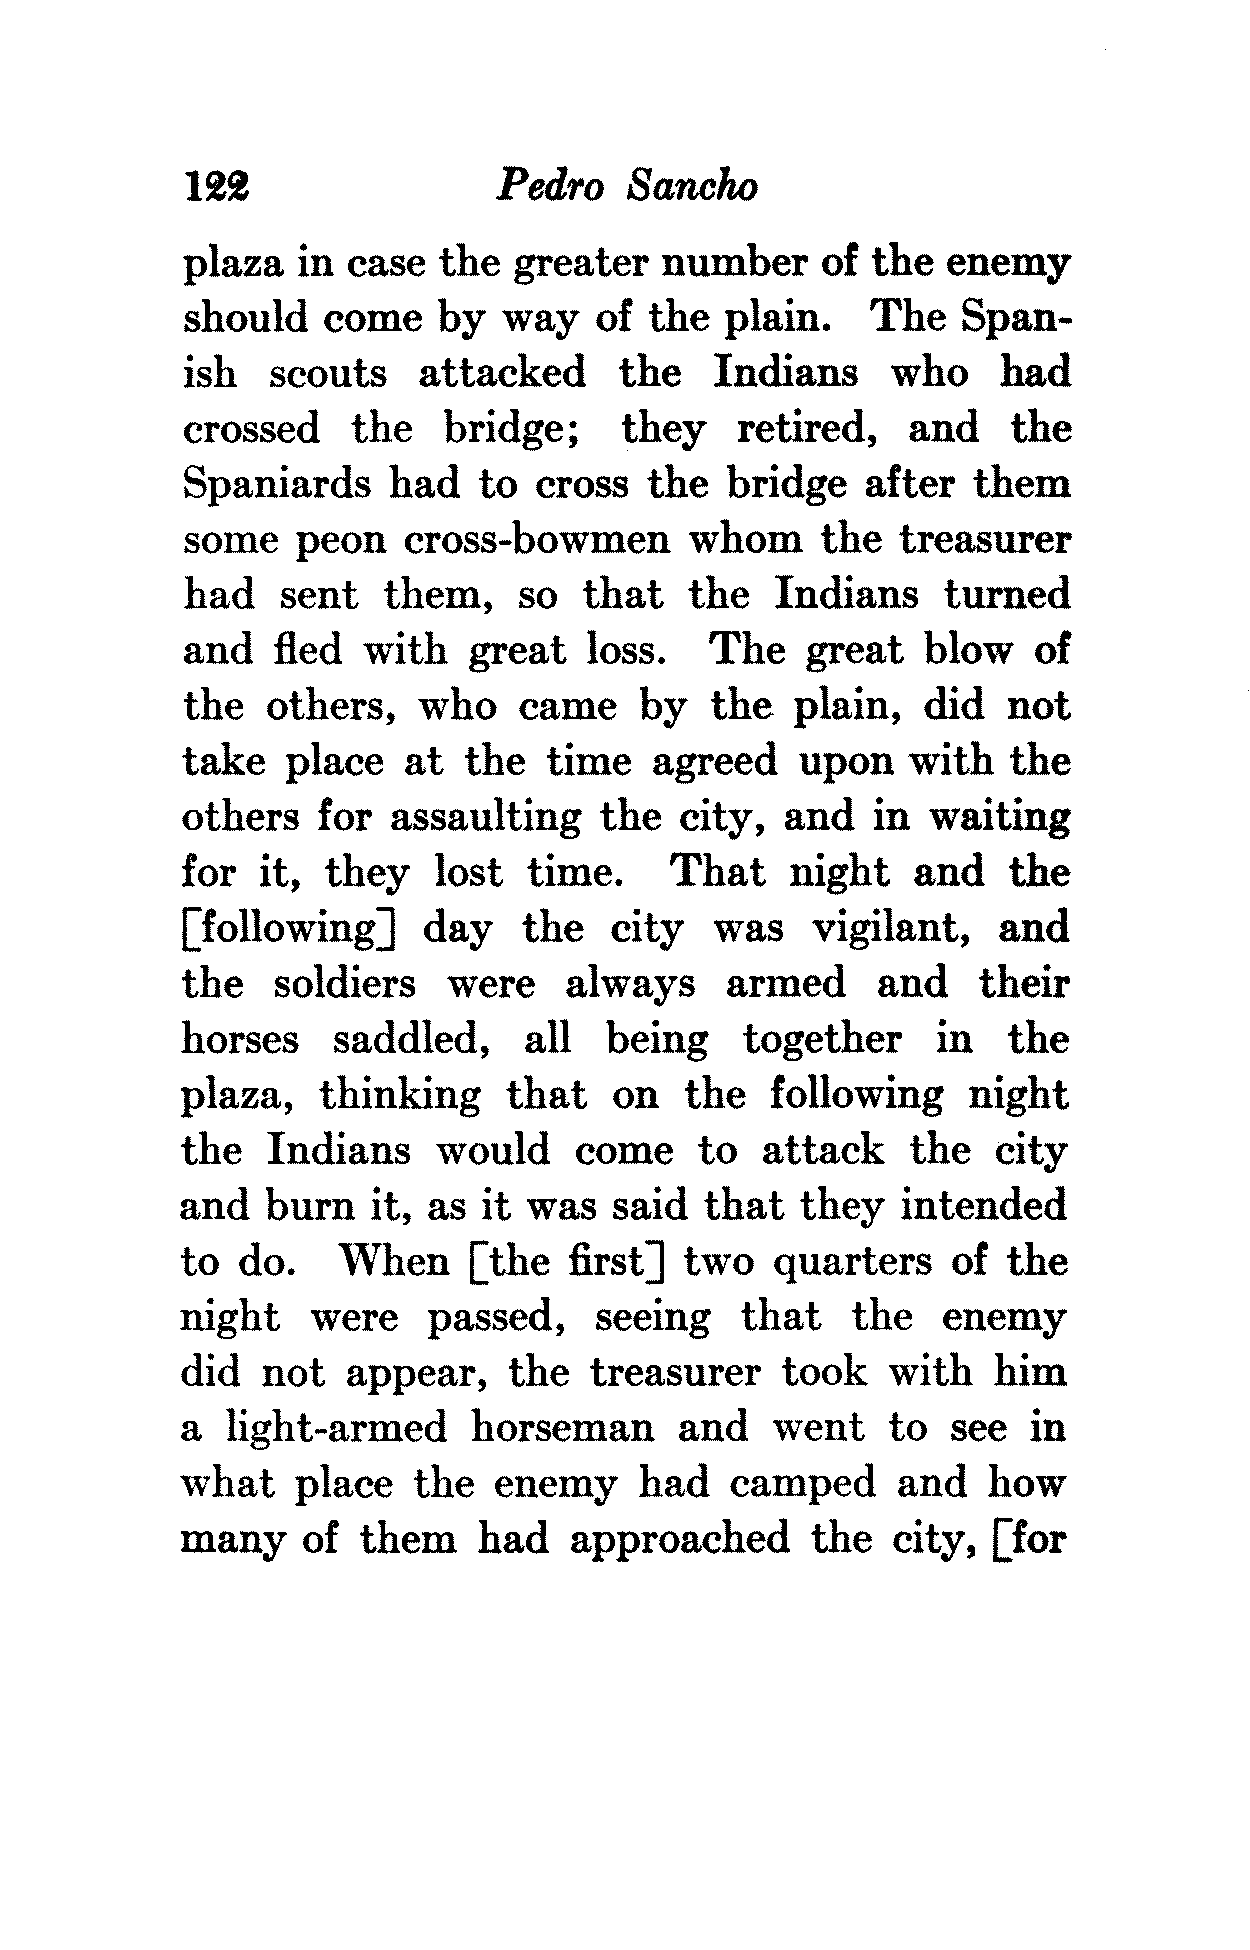 122 Pedro Sancho
plaza in case the greater number of the enemy
should come by way of the plain. The Span-
ish scouts attacked the Indians who had
crossed the bridge; they retired, and the
Spaniards had to cross the bridge after them
some peon cross-bowmen whom the treasurer
had sent them, so that the Indians turned
and fled with great loss. The great blow of
the others, who came by the plain, did not
take place at the time agreed upon with the
others for assaulting the city, and in waiting
for it, they lost time. That night and the
[following] day the city was vigilant, and
the soldiers were always armed and their
horses saddled, all being together in the
plaza, thinking that on the following night
the Indians would come to attack the city
and burn it, as it was said that they intended
to do. When [the first] two quarters of the
night were passed, seeing that the enemy
did not appear, the treasurer took with him
a light-armed horseman and went to see in
what place the enemy had camped and how
many of them had approached the city, [for